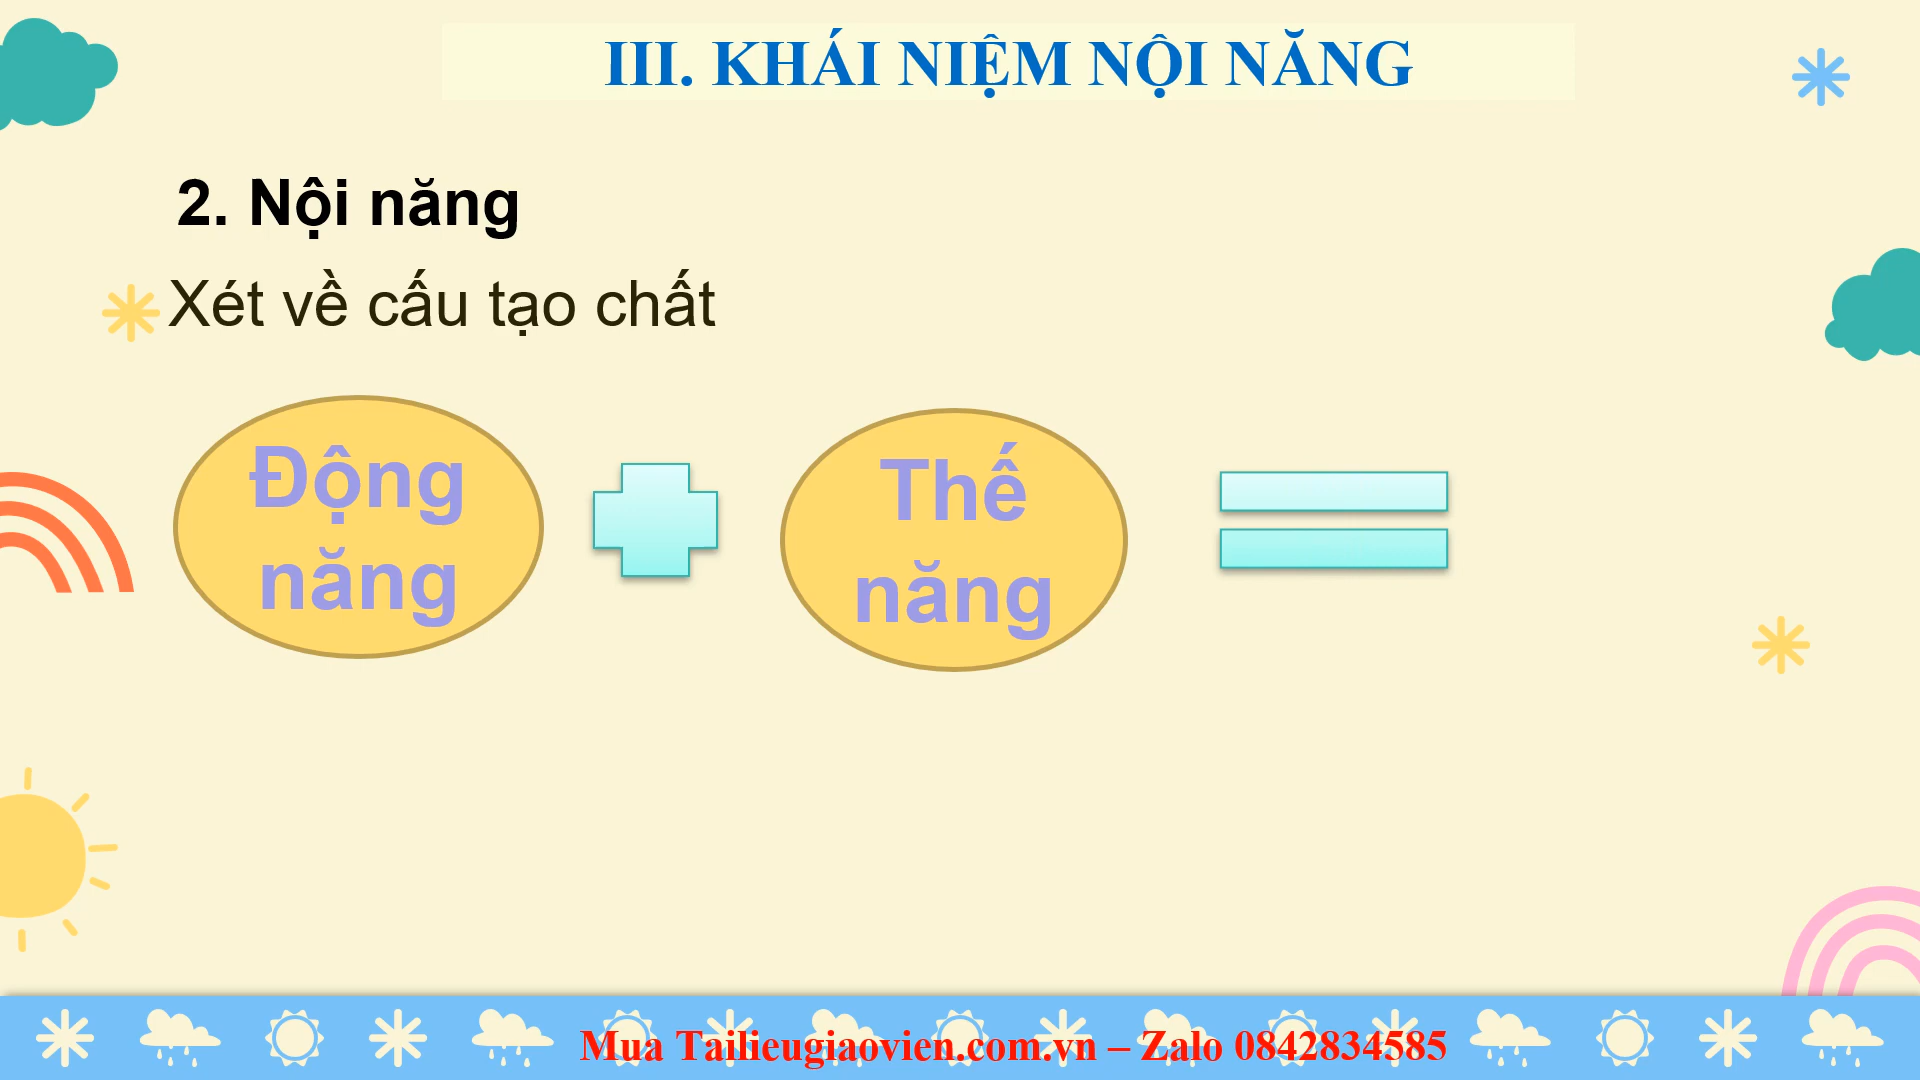 III. KHÁI NIỆM NỘI NĂNG
2. Nội năng
Xét về cấu tạo chất
Động
năng
Thế
năng
Mua Tailieugiaovien.com.vn – Zalo 0842834585